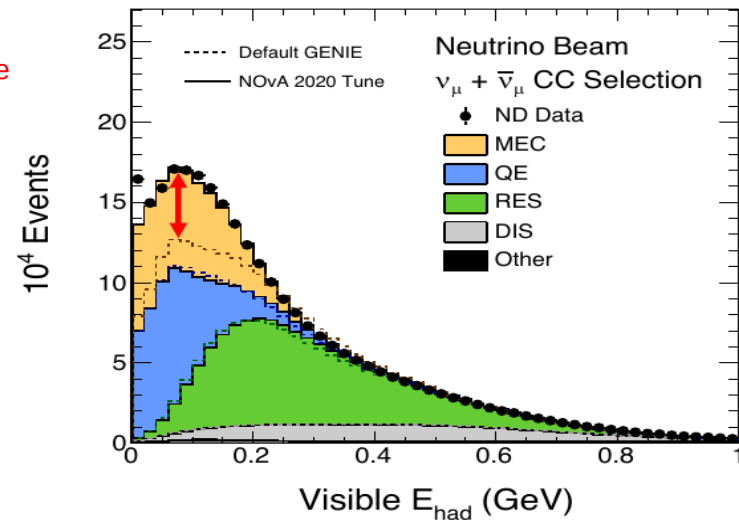 e
Default GENIE
NOvA 2020 Tune
Neutrino Beam
νμ + ν̅μ CC Selection
ND Data
MEC
QE
RES
DIS
Other
10⁴ Events
25
20
15
10
5
0
0 0.2 0.4 0.6 0.8 1
Visible E_had (GeV)